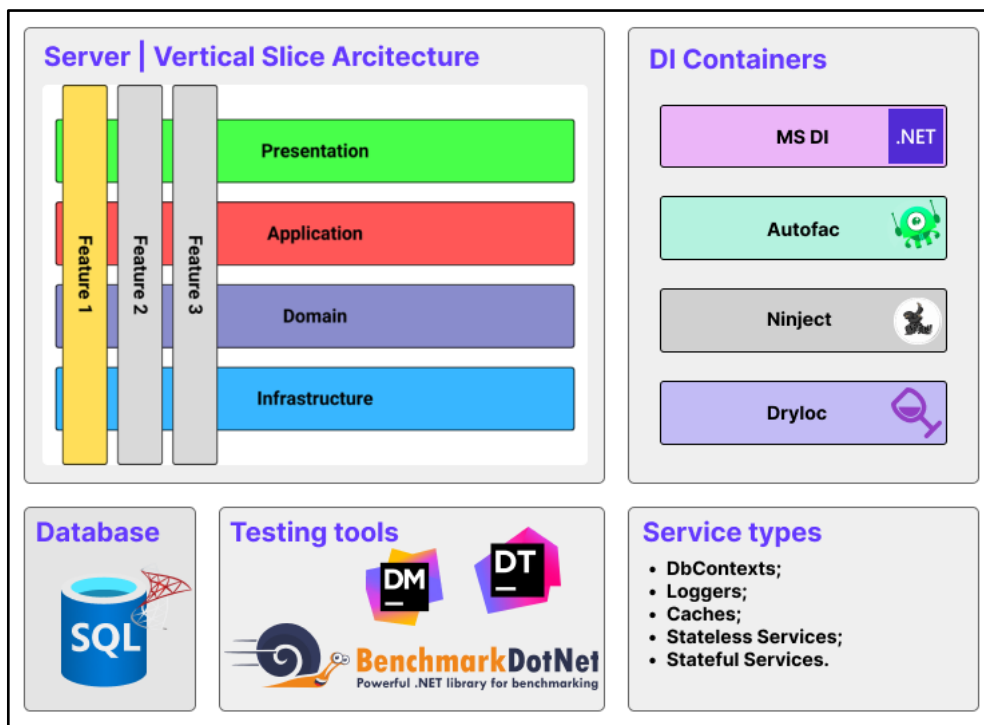 Server | Vertical Slice Arcitecture
Presentation
Application
Domain
Infrastructure
Feature 1
Feature 2
Feature 3
DI Containers
MS DI
.NET
Autofac
Ninject
Dryloc
Database
SQL
Testing tools
DM
DT
BenchmarkDotNet
Powerful .NET library for benchmarking
Service types
• DbContexts;
• Loggers;
• Caches;
• Stateless Services;
• Stateful Services.